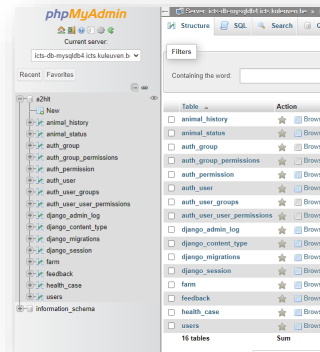 phpMyAdmin
Current server:
icts-db-mysqldb4.icts.kuleuven.b
Recent Favorites
a2hlt
New
animal_history
animal_status
auth_group
auth_group_permissions
auth_permission
auth_user
auth_user_groups
auth_user_user_permissions
django_admin_log
django_content_type
django_migrations
django_session
farm
feedback
health_case
users
information_schema
Server: icts-db-mysqldb4.icts.kuleuven.be »
Structure SQL Search
Filters
Containing the word:
Table Action
animal_history Brows
animal_status Brows
auth_group Brows
auth_group_permissions Brows
auth_permission Brows
auth_user Brows
auth_user_groups Brows
auth_user_user_permissions Brows
django_admin_log Brows
django_content_type Brows
django_migrations Brows
django_session Brows
farm Brows
feedback Brows
health_case Brows
users Brows
16 tables Sum